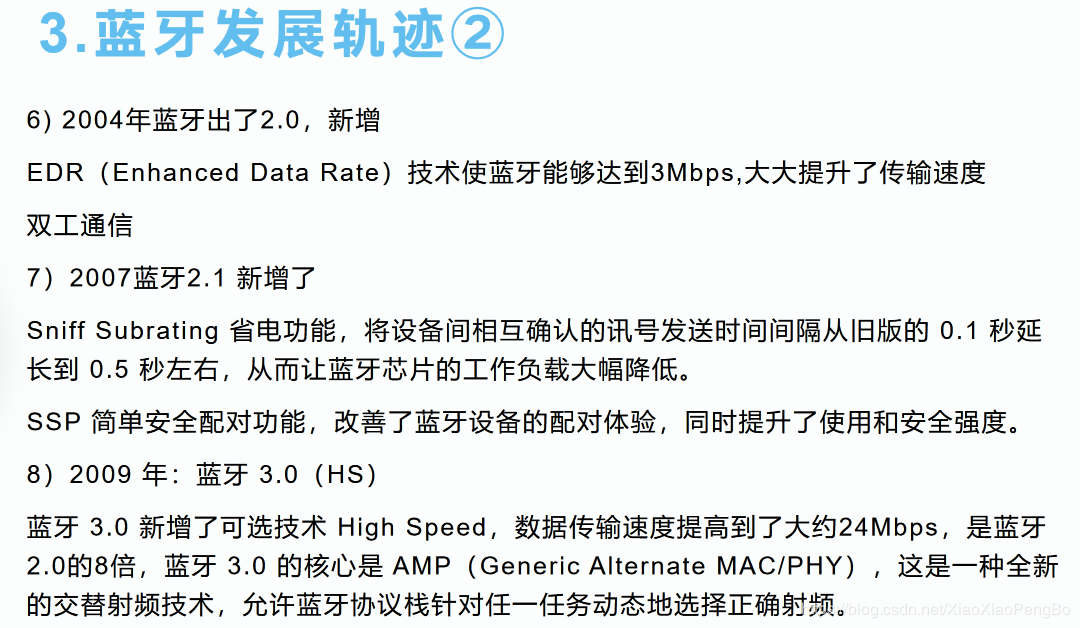 3.蓝牙发展轨迹②
6) 2004年蓝牙出了2.0，新增
EDR（Enhanced Data Rate）技术使蓝牙能够达到3Mbps,大大提升了传输速度
双工通信
7）2007蓝牙2.1 新增了
Sniff Subrating 省电功能，将设备间相互确认的讯号发送时间间隔从旧版的 0.1 秒延
长到 0.5 秒左右，从而让蓝牙芯片的工作负载大幅降低。
SSP 简单安全配对功能，改善了蓝牙设备的配对体验，同时提升了使用和安全强度。
8）2009 年：蓝牙 3.0（HS）
蓝牙 3.0 新增了可选技术 High Speed，数据传输速度提高到了大约24Mbps，是蓝牙
2.0的8倍，蓝牙 3.0 的核心是 AMP（Generic Alternate MAC/PHY），这是一种全新
的交替射频技术，允许蓝牙协议栈针对任一任务动态地选择正确射频。
https://blog.csdn.net/XiaoXiaoPengBo